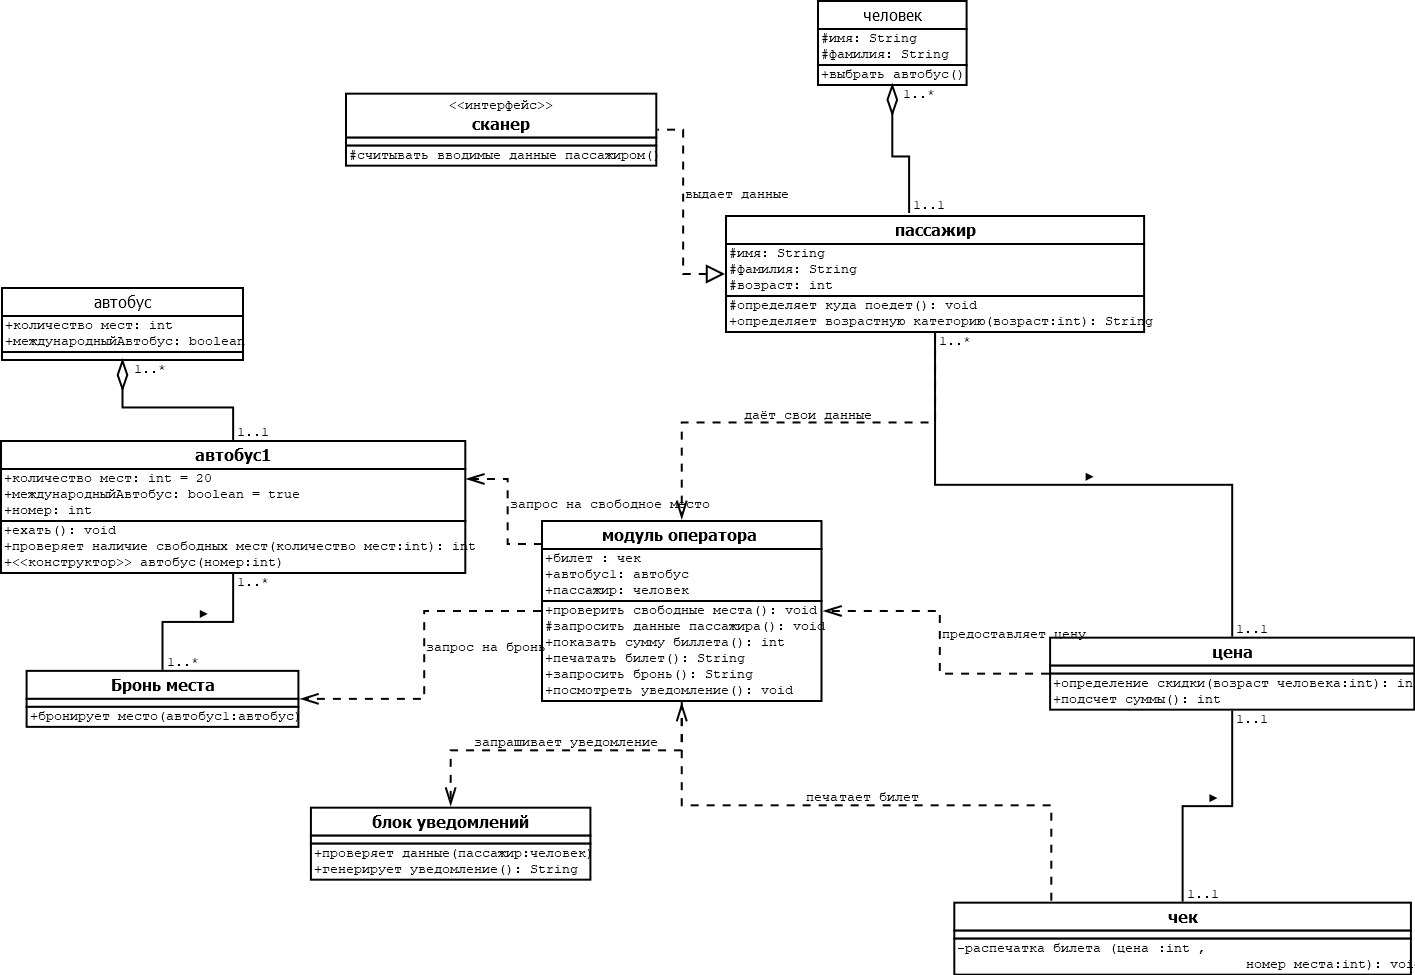 человек
#имя: String
#фамилия: String
+выбрать автобус()
1..*
<<интерфейс>>
сканер
#считывать вводимые данные пассажиром()
выдает данные
1..1
пассажир
#имя: String
#фамилия: String
#возраст: int
#определяет куда поедет(): void
+определяет возрастную категорию(возраст:int): String
1..*
автобус
+количество мест: int
+международныйАвтобус: boolean
1..*
1..1
даёт свои данные
автобус1
+количество мест: int = 20
+международныйАвтобус: boolean = true
+номер: int
+ехать(): void
+проверяет наличие свободных мест(количество мест:int): int
+<<конструктор>> автобус(номер:int)
1..*
запрос на свободное место
модуль оператора
+билет : чек
+автобус1: автобус
+пассажир: человек
+проверить свободные места(): void
#запросить данные пассажира(): void
+показать сумму биллета(): int
+печатать билет(): String
+запросить бронь(): String
+посмотреть уведомление(): void
запрос на бронь
предоставляет цену
1..1
цена
+определение скидки(возраст человека:int): in
+подсчет суммы(): int
1..1
1..*
Бронь места
+бронирует место(автобус1:автобус)
запрашивает уведомление
печатает билет
блок уведомлений
+проверяет данные(пассажир:человек)
+генерирует уведомление(): String
1..1
чек
-распечатка билета (цена :int ,
номер места:int): voi